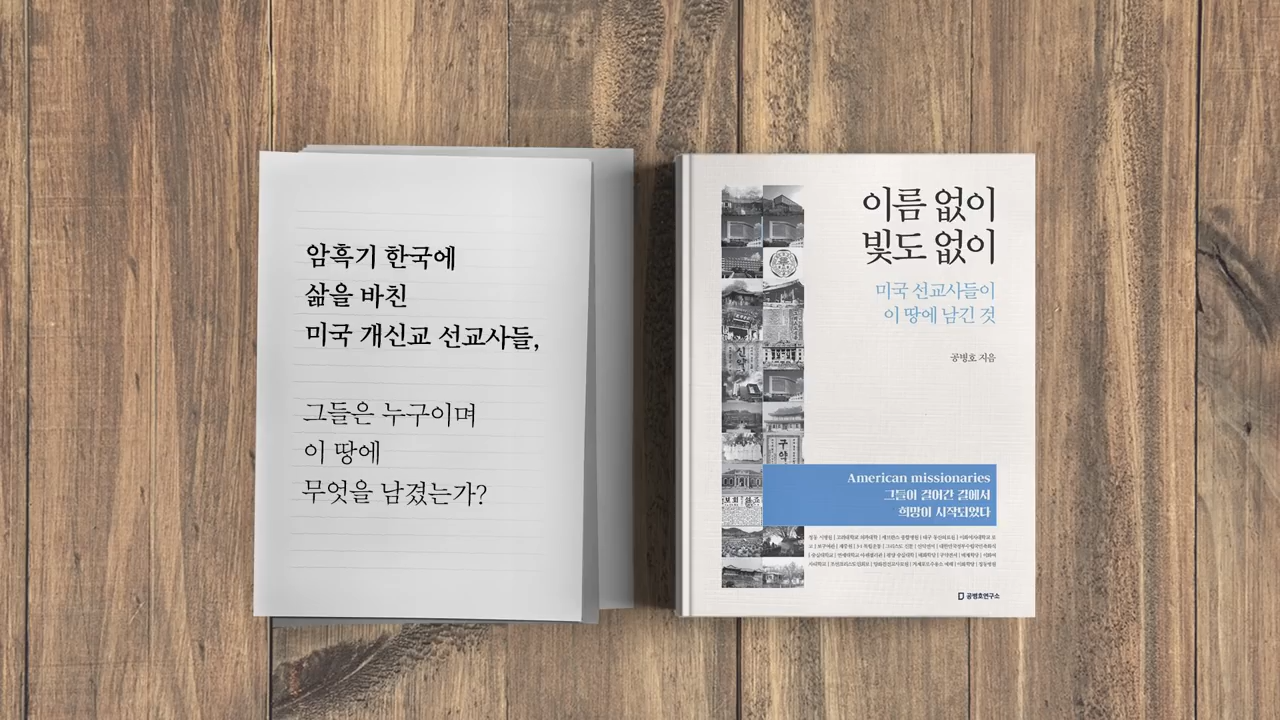 암흑기 한국에
삶을 바친
미국 개신교 선교사들,
그들은 누구이며
이 땅에
무엇을 남겼는가?
이름 없이
빛도 없이
미국 선교사들이
이 땅에 남긴 것
공병호 지음
구약
American missionaries
그들이 걸어간 길에서
희망이 시작되었다
공병호연구소